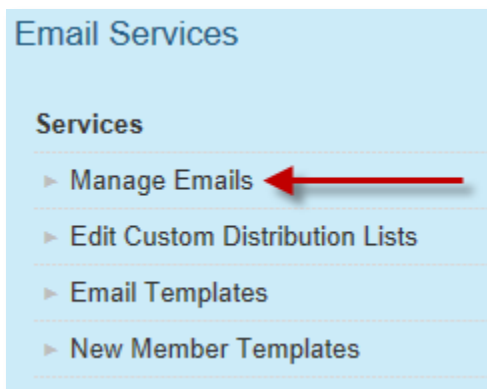 Email Services
Services
Manage Emails
Edit Custom Distribution Lists
Email Templates
New Member Templates